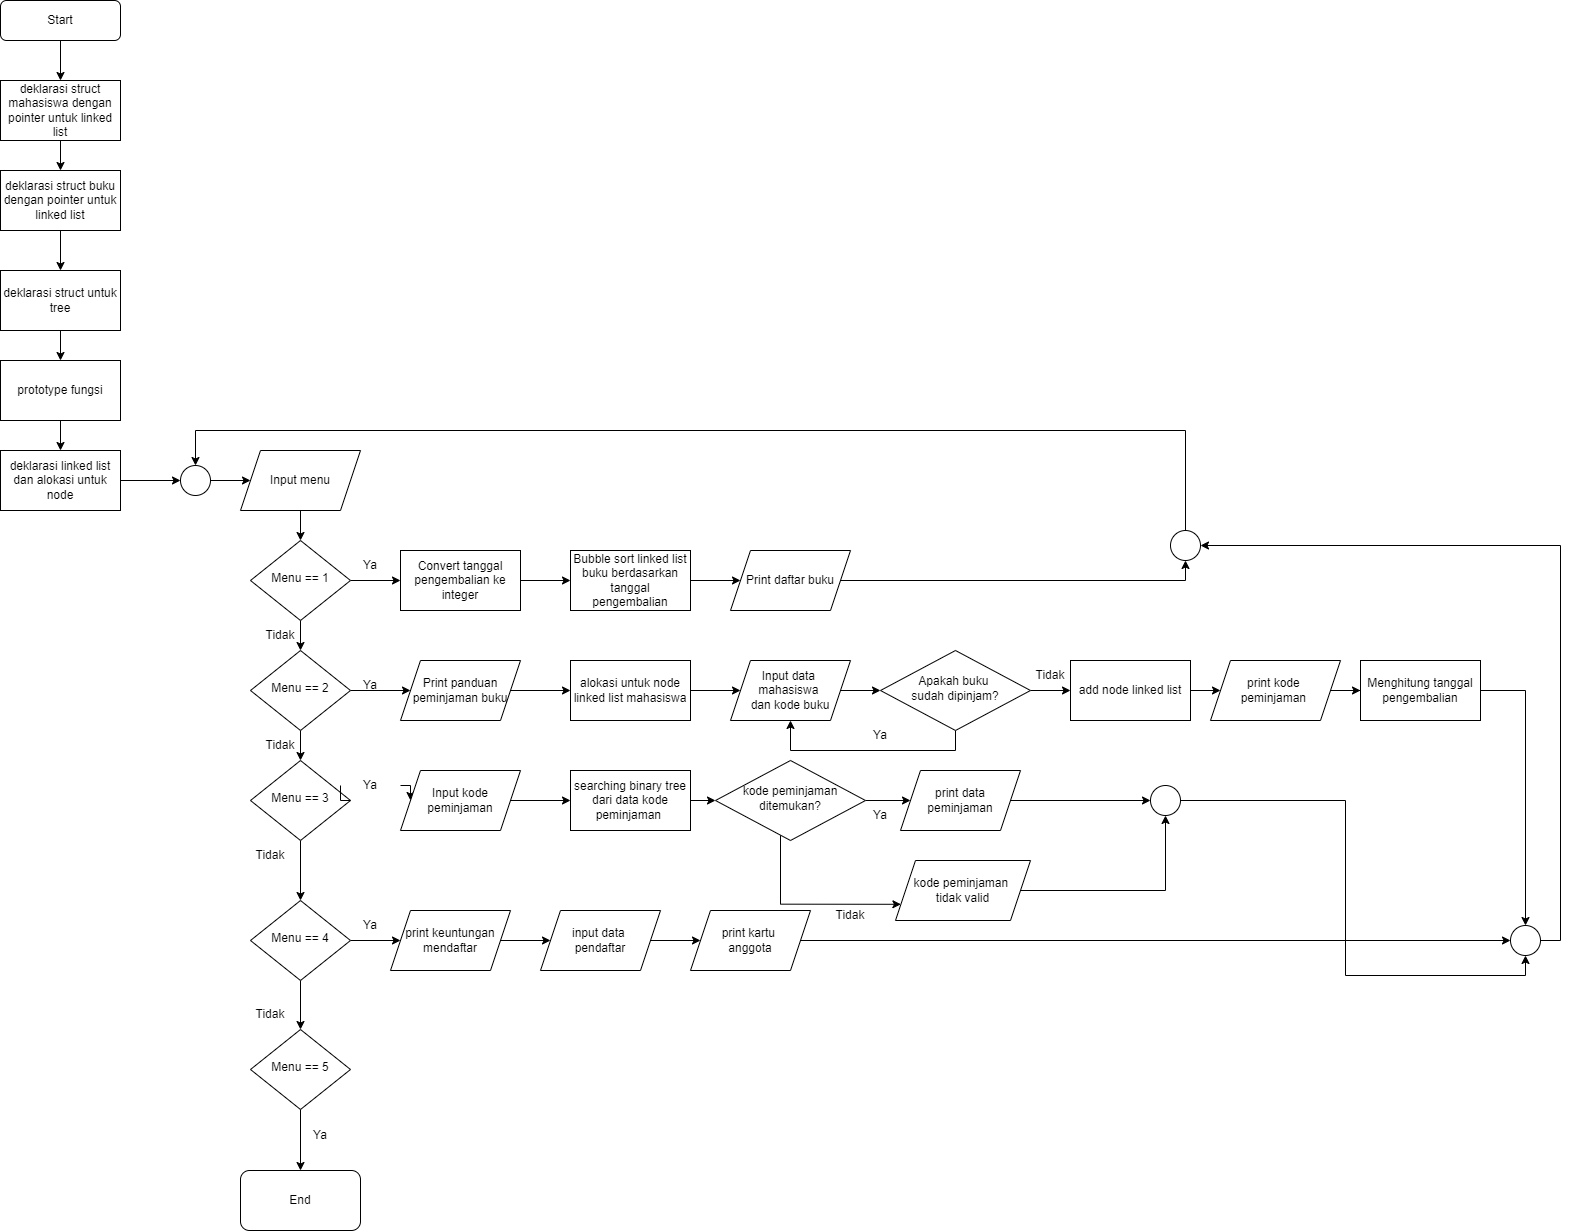 Start
deklarasi struct
mahasiswa dengan
pointer untuk linked
list
deklarasi struct buku
dengan pointer untuk
linked list
deklarasi struct untuk
tree
prototype fungsi
deklarasi linked list
dan alokasi untuk
node
Input menu
Menu == 1
Ya
Convert tanggal
pengembalian ke
integer
Bubble sort linked list
buku berdasarkan
tanggal
pengembalian
Print daftar buku
Tidak
Menu == 2
Ya
Print panduan
peminjaman buku
alokasi untuk node
linked list mahasiswa
Input data
mahasiswa
dan kode buku
Apakah buku
sudah dipinjam?
Tidak
add node linked list
print kode
peminjaman
Menghitung tanggal
pengembalian
Ya
Tidak
Menu == 3
Ya
Input kode
peminjaman
searching binary tree
dari data kode
peminjaman
kode peminjaman
ditemukan?
Ya
print data
peminjaman
Tidak
kode peminjaman
tidak valid
Tidak
Menu == 4
Ya
print keuntungan
mendaftar
input data
pendaftar
print kartu
anggota
Tidak
Menu == 5
Ya
End